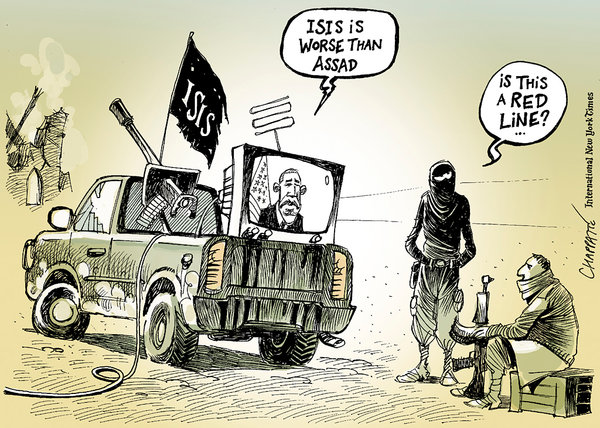 ISIS IS
WORSE THAN
ASSAD
IS THIS
A RED
LINE?
...
ISIS
CHAPPATTE
International New York Times